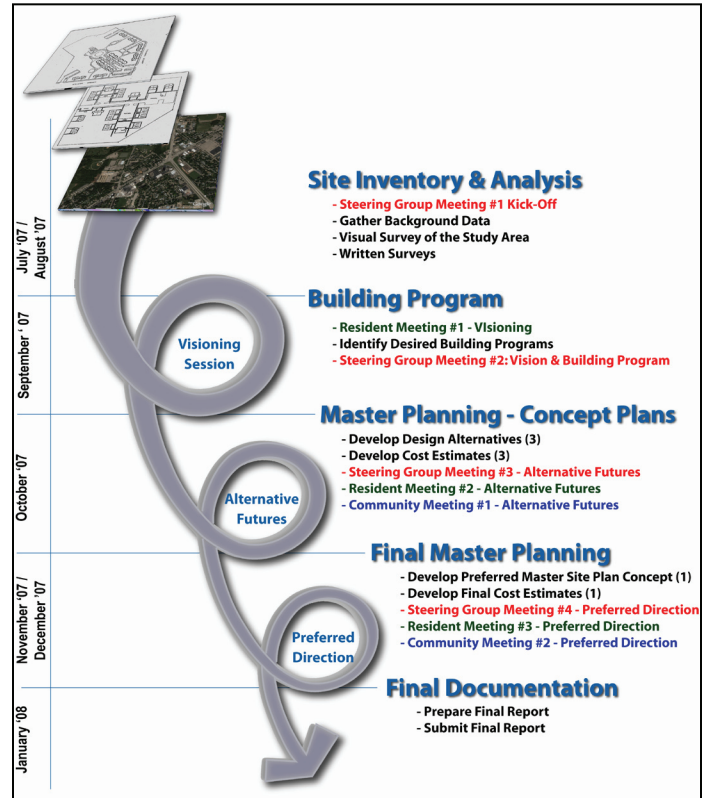 July '07 /
August '07
Site Inventory & Analysis
- Steering Group Meeting #1 Kick-Off
- Gather Background Data
- Visual Survey of the Study Area
- Written Surveys
September ' 07
Visioning
Session
Building Program
- Resident Meeting #1 - VIsioning
- Identify Desired Building Programs
- Steering Group Meeting #2: Vision & Building Program
October '07
Alternative
Futures
Master Planning - Concept Plans
- Develop Design Alternatives (3)
- Develop Cost Estimates (3)
- Steering Group Meeting #3 - Alternative Futures
- Resident Meeting #2 - Alternative Futures
- Community Meeting #1 - Alternative Futures
November '07 /
December '07
Preferred
Direction
Final Master Planning
- Develop Preferred Master Site Plan Concept (1)
- Develop Final Cost Estimates (1)
- Steering Group Meeting #4 - Preferred Direction
- Resident Meeting #3 - Preferred Direction
- Community Meeting #2 - Preferred Direction
January '08
Final Documentation
- Prepare Final Report
- Submit Final Report